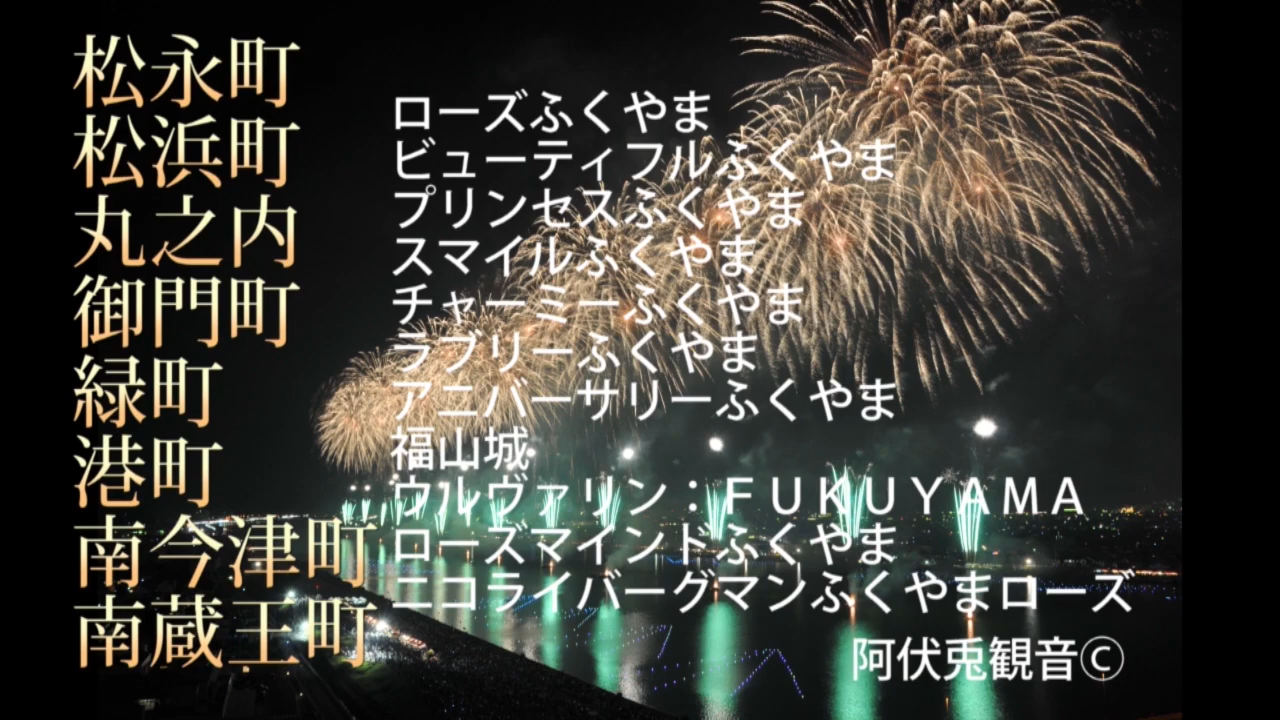 松永町
松浜町
丸之内
御門町
緑町
港町
南今津町
南蔵王町
ローズふくやま
ビューティフルふくやま
プリンセスふくやま
スマイルふくやま
チャーミーふくやま
ラブリーふくやま
アニバーサリーふくやま
福山城
ウルヴァリン：ＦＵＫＵＹＡＭＡ
ローズマインドふくやま
ニコライバーグマンふくやまローズ
阿伏兎観音Ⓒ